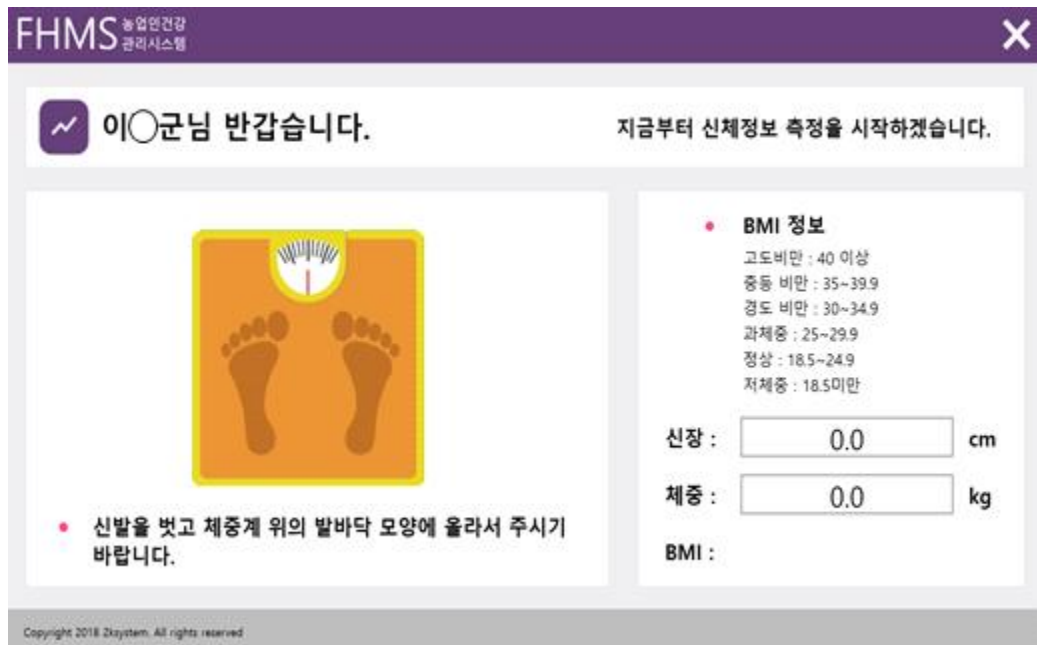 FHMS 농업인건강
관리시스템
이◯군님 반갑습니다.
지금부터 신체정보 측정을 시작하겠습니다.
BMI 정보
고도비만 : 40 이상
중등 비만 : 35~39.9
경도 비만 : 30~34.9
과체중 : 25~29.9
정상 : 18.5~24.9
저체중 : 18.5미만
신장 : 0.0 cm
체중 : 0.0 kg
BMI :
신발을 벗고 체중계 위의 발바닥 모양에 올라서 주시기
바랍니다.
Copyright 2018 2ksystem. All rights reserved